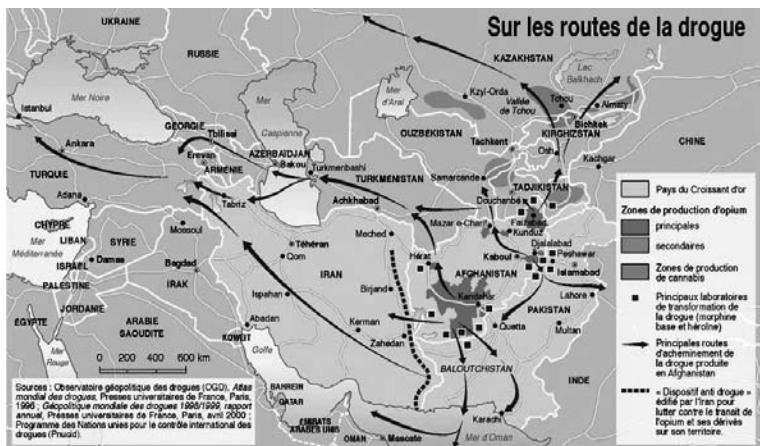 Sur les routes de la drogue
UKRAINE
RUSSIE
KAZAKHSTAN
Lac
Balkhach
Mer
d'Aral
Kzyl-Orda
Vallée
de Tchou
Tchou
Almaty
Bichkek
Mer Noire
Mer
Caspienne
Istanbul
GÉORGIE
Tbilissi
OUZBÉKISTAN
KIRGHIZSTAN
Och
CHINE
Tachkent
Ankara
Erevan
ARMÉNIE
AZERBAÏDJAN
Bakou
Turkmenbashi
TURKMÉNISTAN
Samarcande
Kachgar
TURQUIE
TADJIKISTAN
Douchanbé
Adana
Tabriz
Achkhabad
Mazar-e-Charif
Faizabad
Kunduz
CHYPRE
Mossoul
Téhéran
Meched
Djalalabad
Peshawar
LIBAN
SYRIE
Qom
Hérat
Kaboul
Islamabad
Mer
Méditerranée
Damas
Bagdad
IRAN
AFGHANISTAN
ISRAEL
PALESTINE
IRAK
Ispahan
Birjand
Kandahar
Lahore
JORDANIE
Abadan
Kerman
Quetta
PAKISTAN
Multan
ÉGYPTE
ARABIE
SAOUDITE
KOWEÏT
Zahedan
Golfe
BALOUTCHISTAN
INDE
Mer
Rouge
0 200 400 600 km
BAHREIN
QATAR
EMIRATS
ARABES UNIS
OMAN
Mascate
Karachi
Mer d'Oman
Sources : Observatoire géopolitique des drogues (OGD), Atlas
mondial des drogues, Presses universitaires de France, Paris,
1996 ; Géopolitique mondiale des drogues 1998/1999, rapport
annuel, Presses universitaires de France, Paris, avril 2000 ;
Programme des Nations unies pour le contrôle international des
drogues (Pnucid).
Pays du Croissant d'or
Zones de production d'opium
principales
secondaires
Zones de production
de cannabis
Principaux laboratoires
de transformation de la
drogue (morphine
base et héroïne)
Principales routes
d'acheminement de
la drogue produite
en Afghanistan
« Dispositif anti drogue »
édifié par l'Iran pour
lutter contre le transit de
l'opium et ses dérivés
sur son territoire.